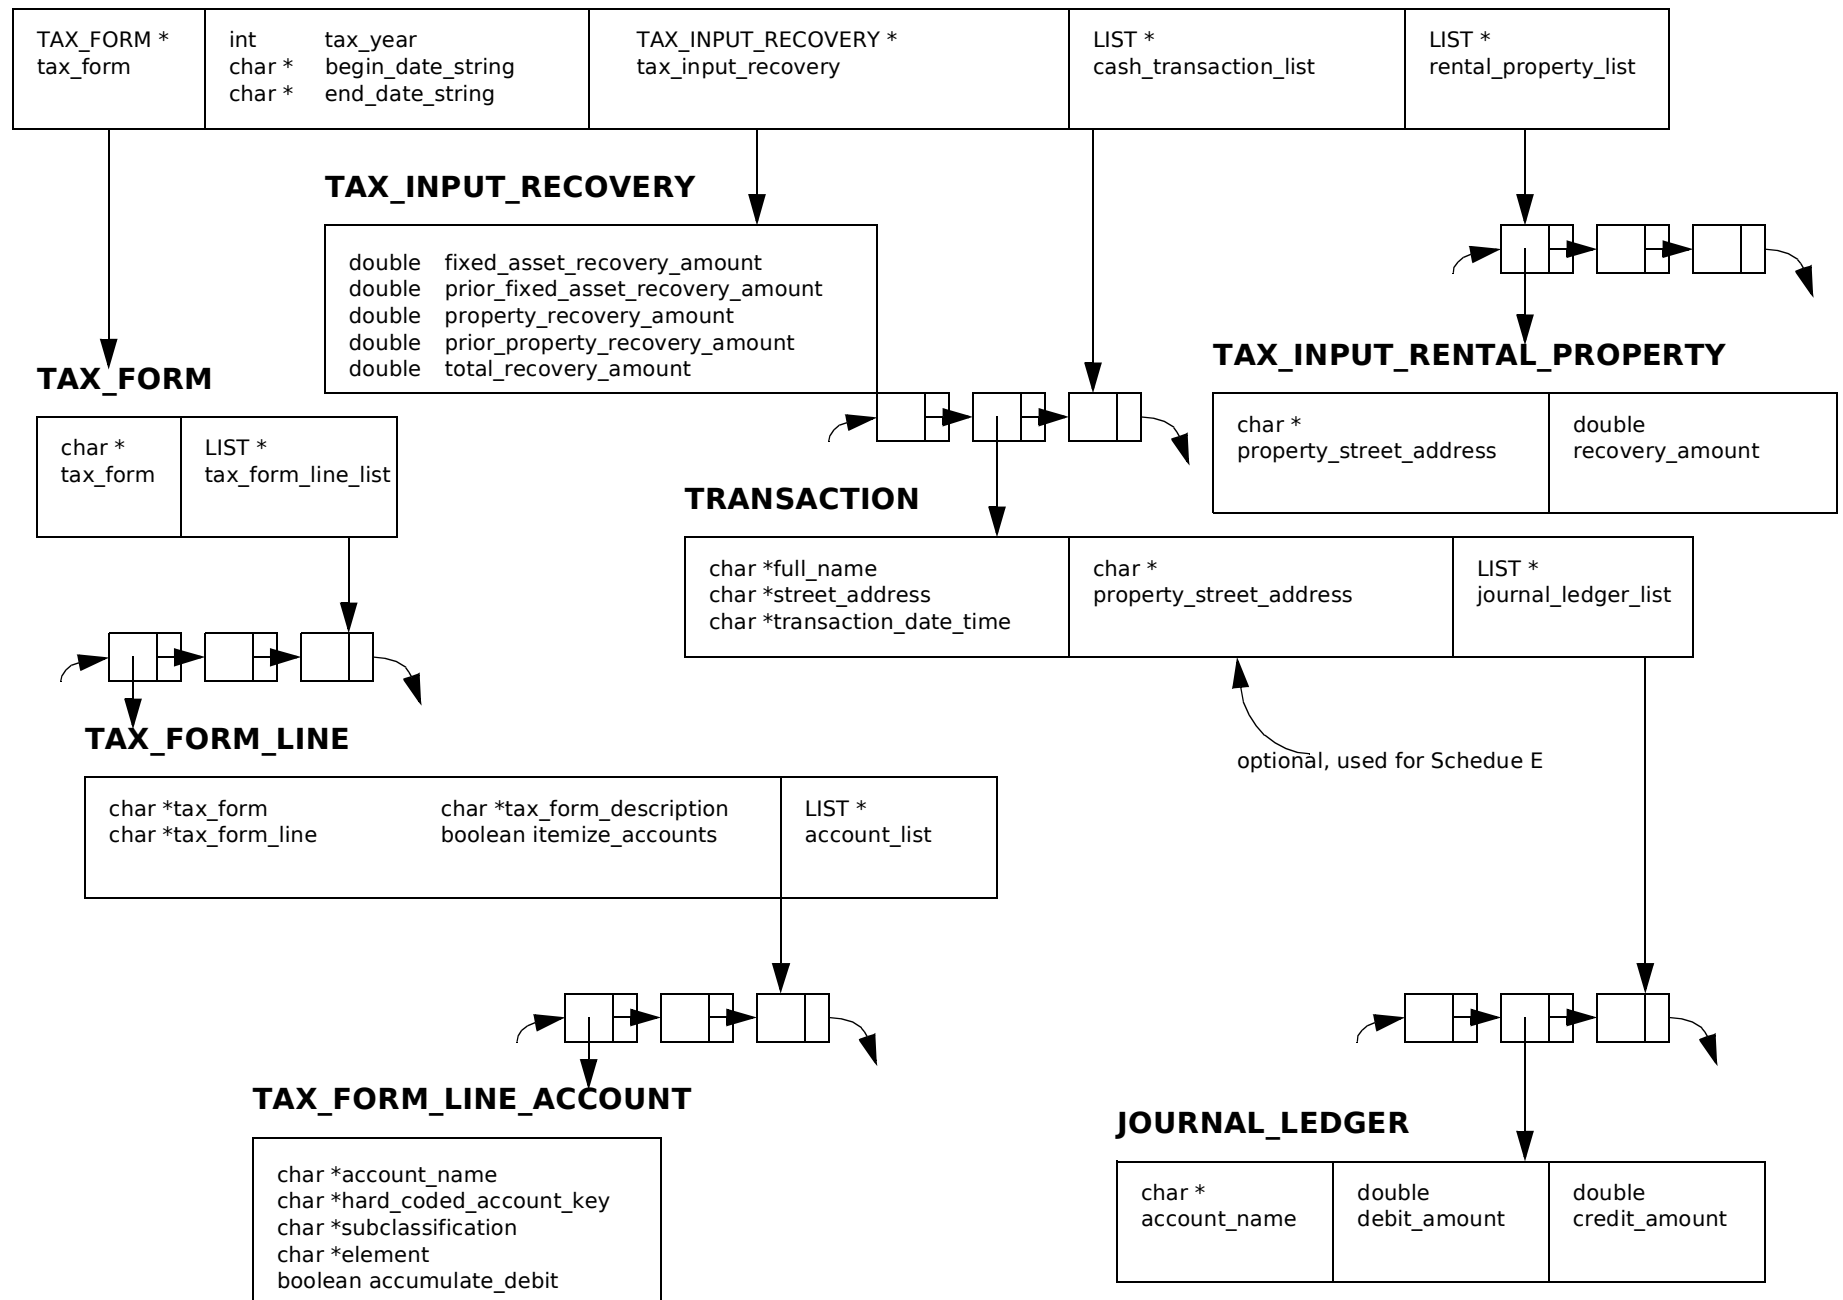 TAX_FORM *
tax_form
int tax_year
char * begin_date_string
char * end_date_string
TAX_INPUT_RECOVERY *
tax_input_recovery
LIST *
cash_transaction_list
LIST *
rental_property_list
TAX_INPUT_RECOVERY
double fixed_asset_recovery_amount
double prior_fixed_asset_recovery_amount
double property_recovery_amount
double prior_property_recovery_amount
double total_recovery_amount
TAX_INPUT_RENTAL_PROPERTY
char *
property_street_address
double
recovery_amount
TAX_FORM
char *
tax_form
LIST *
tax_form_line_list
TRANSACTION
char *full_name
char *street_address
char *transaction_date_time
char *
property_street_address
LIST *
journal_ledger_list
optional, used for Schedue E
TAX_FORM_LINE
char *tax_form
char *tax_form_line
char *tax_form_description
boolean itemize_accounts
LIST *
account_list
TAX_FORM_LINE_ACCOUNT
char *account_name
char *hard_coded_account_key
char *subclassification
char *element
boolean accumulate_debit
JOURNAL_LEDGER
char *
account_name
double
debit_amount
double
credit_amount